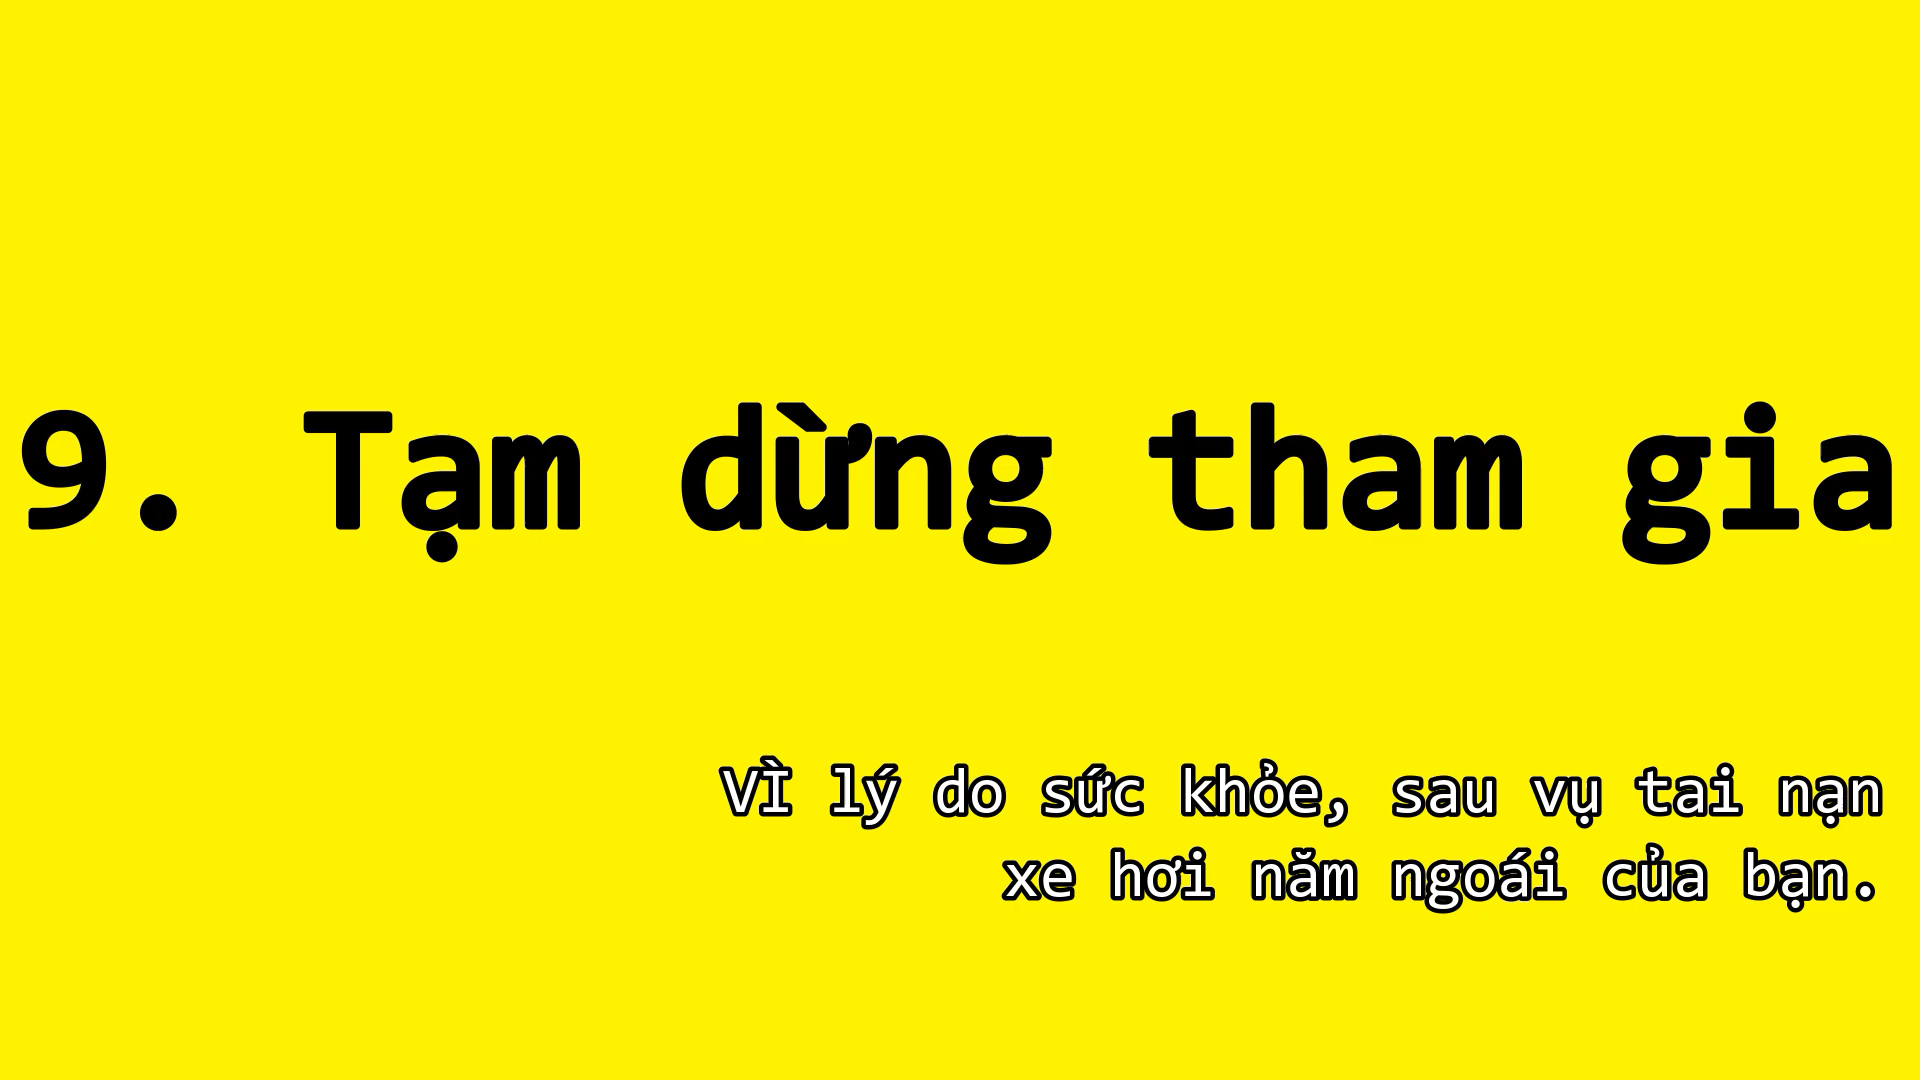 9. Tạm dừng tham gia
VÌ lý do sức khỏe, sau vụ tai nạn
xe hơi năm ngoái của bạn.